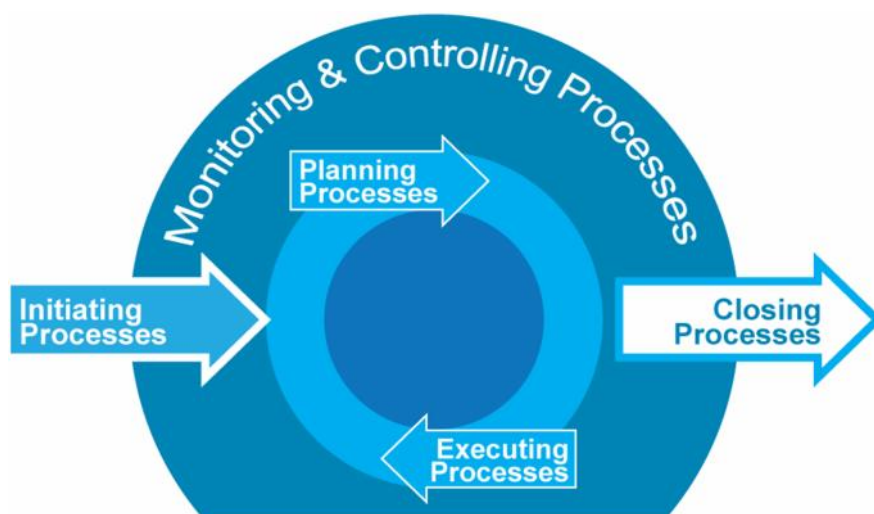 Monitoring & Controlling Processes
Planning
Processes
Initiating
Processes
Closing
Processes
Executing
Processes